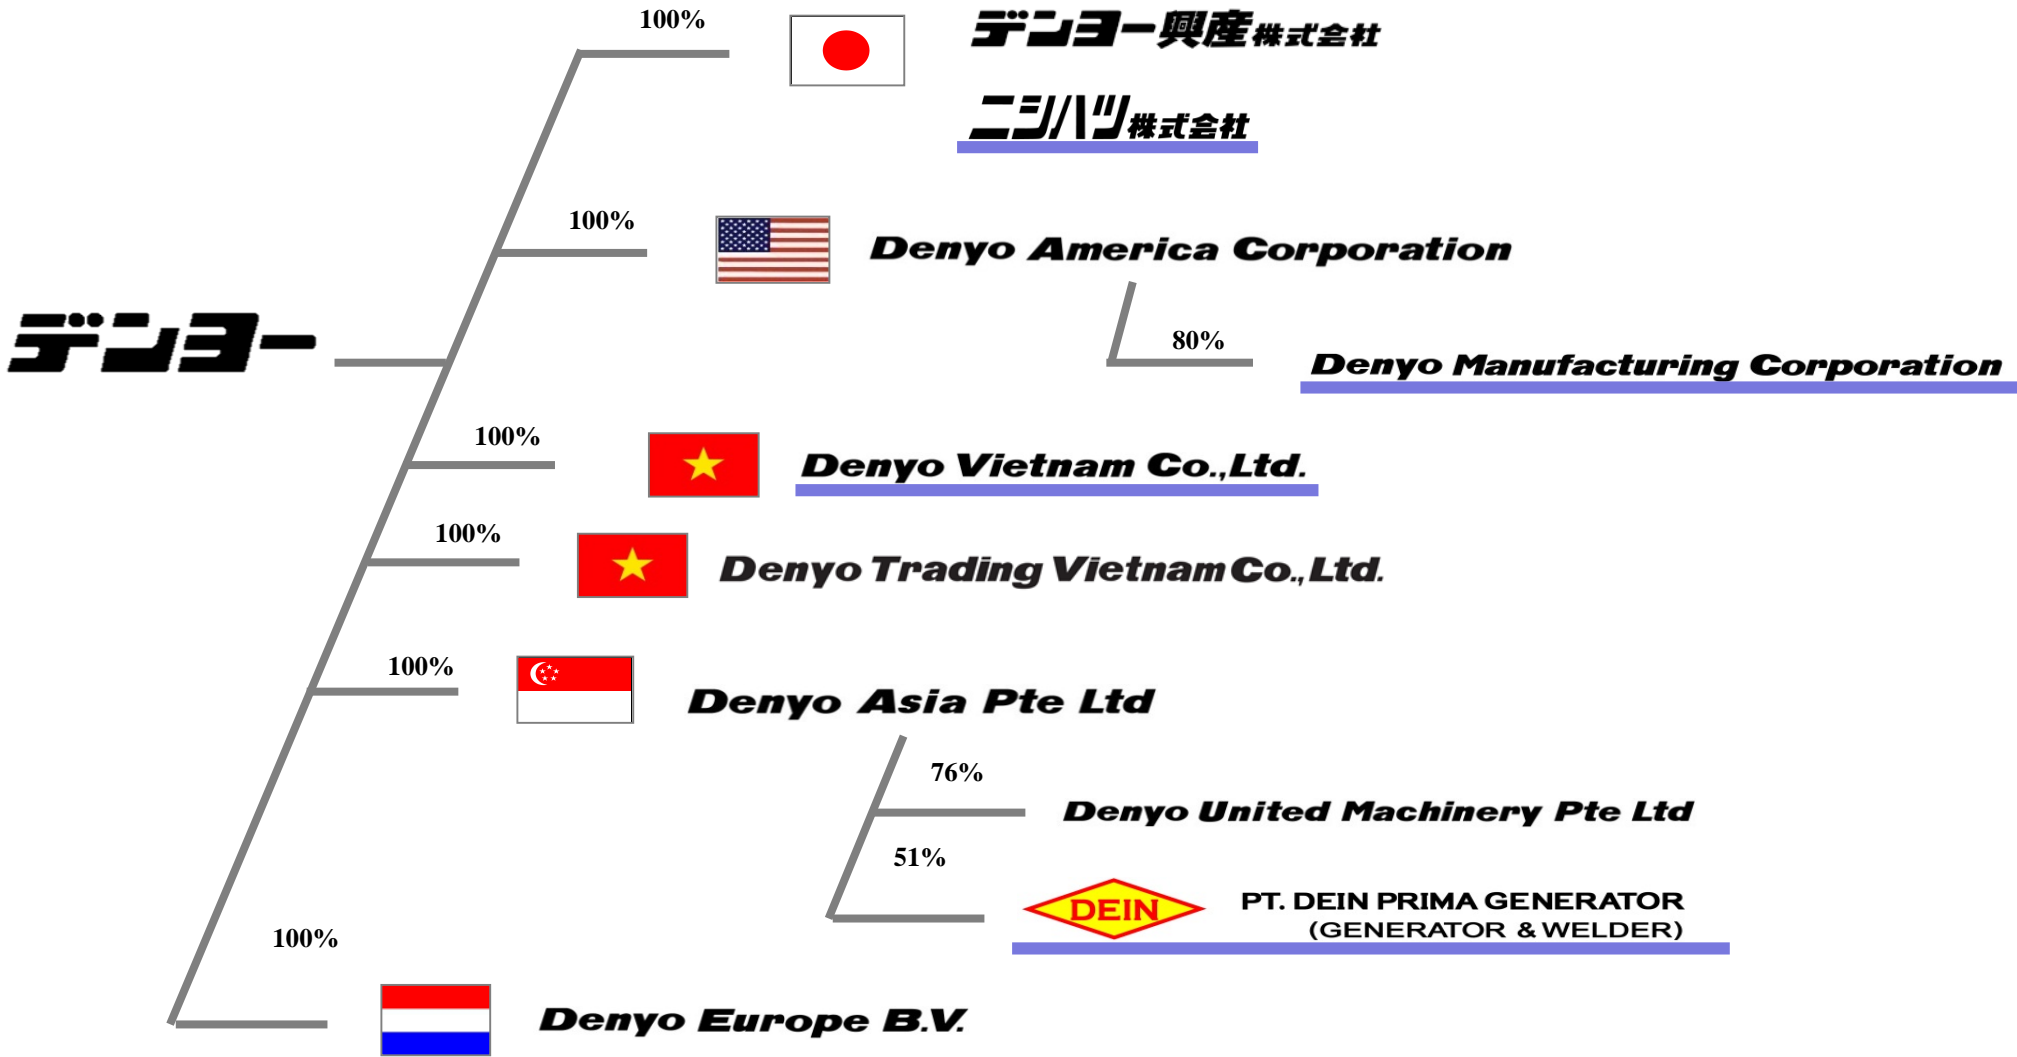 100%
デンヨー興産株式会社
ニシハツ株式会社
100%
Denyo America Corporation
デンヨー
80%
Denyo Manufacturing Corporation
100%
Denyo Vietnam Co.,Ltd.
100%
Denyo Trading Vietnam Co., Ltd.
100%
Denyo Asia Pte Ltd
76%
Denyo United Machinery Pte Ltd
51%
DEIN
PT. DEIN PRIMA GENERATOR
(GENERATOR & WELDER)
100%
Denyo Europe B.V.